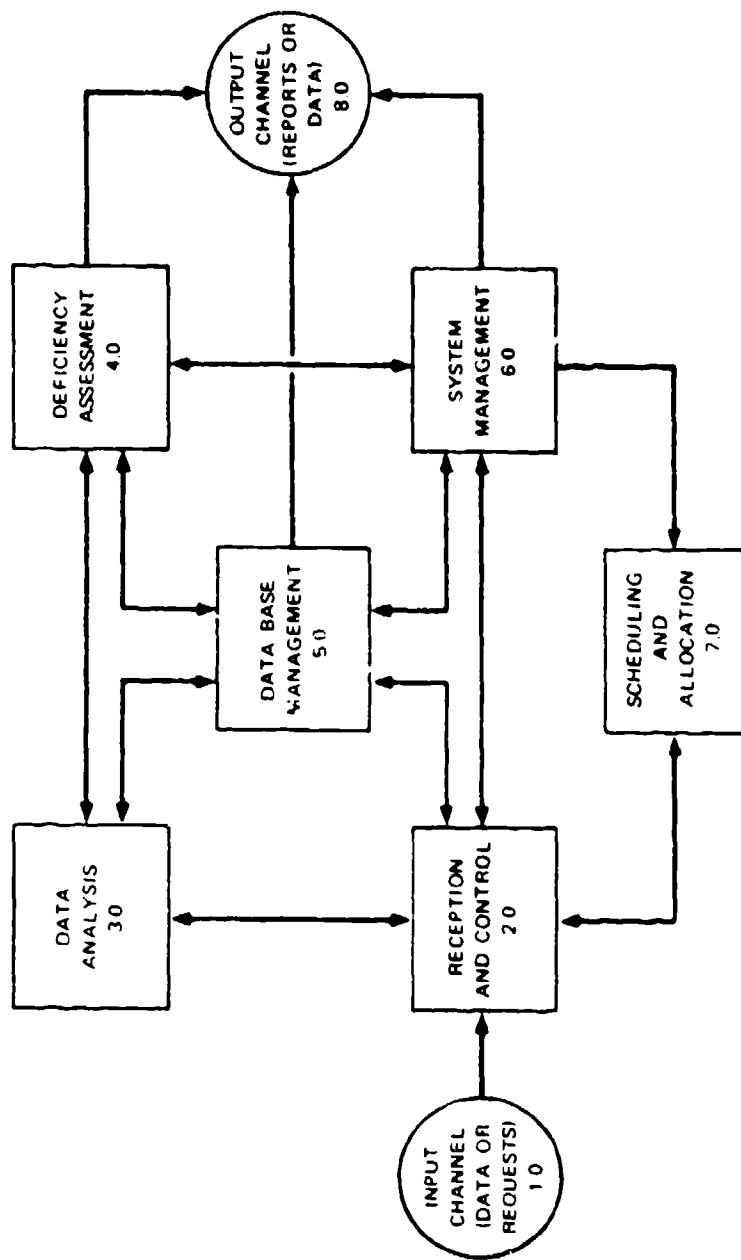 DATA
ANALYSIS
3 0
DEFICIENCY
ASSESSMENT
4.0
DATA BASE
MANAGEMENT
5 0
OUTPUT
CHANNEL
(REPORTS OR
DATA)
8 0
INPUT
CHANNEL
(DATA OR
REQUESTS)
1 0
RECEPTION
AND CONTROL
2 0
SYSTEM
MANAGEMENT
6 0
SCHEDULING
AND
ALLOCATION
7.0